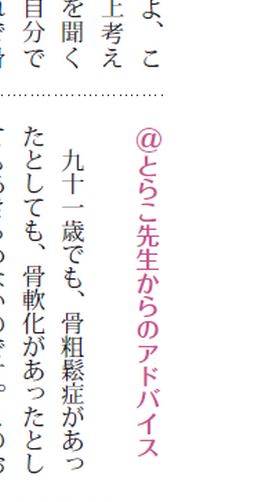 よ、こ
上考え
を聞く
自分で
@とらこ先生からのアドバイス
九十一歳でも、骨粗鬆症があっ
たとしても、骨軟化があったとし